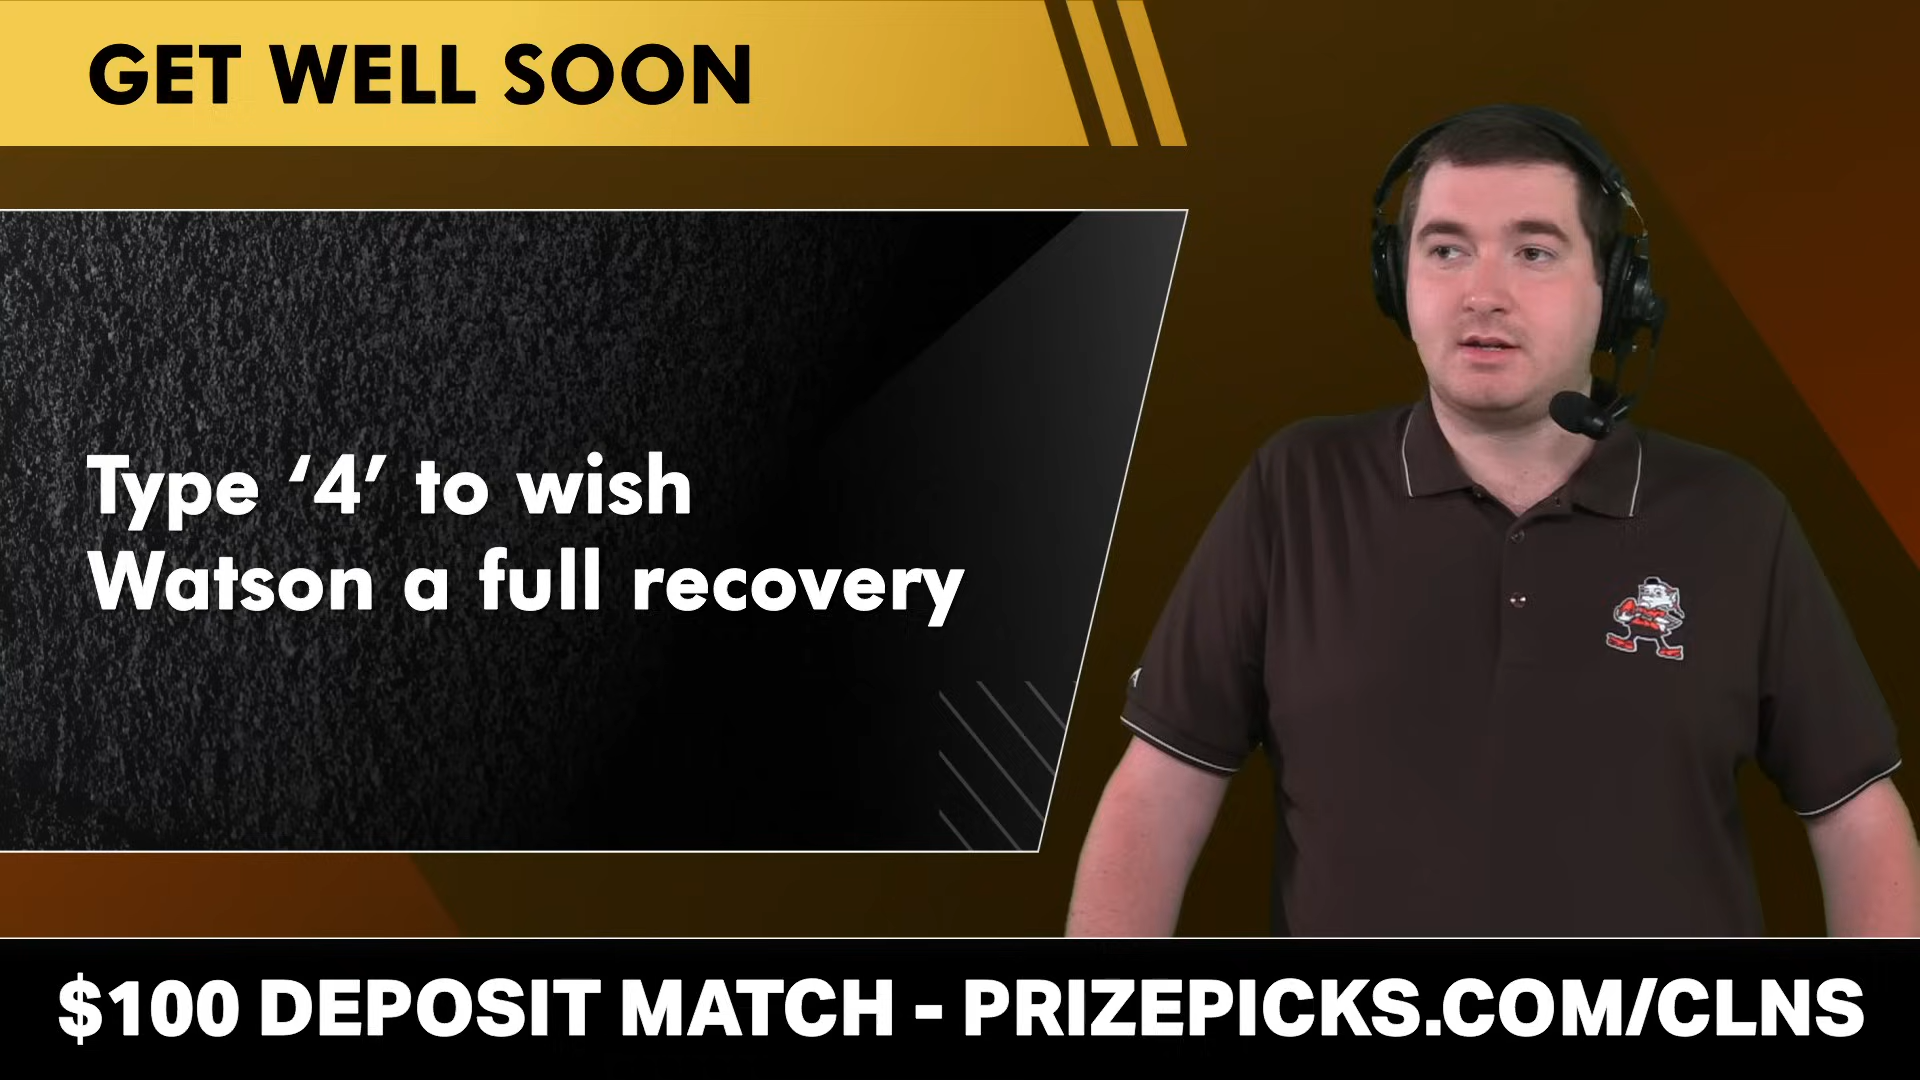 GET WELL SOON
Type ‘4’ to wish
Watson a full recovery
$100 DEPOSIT MATCH - PRIZEPICKS.COM/CLNS